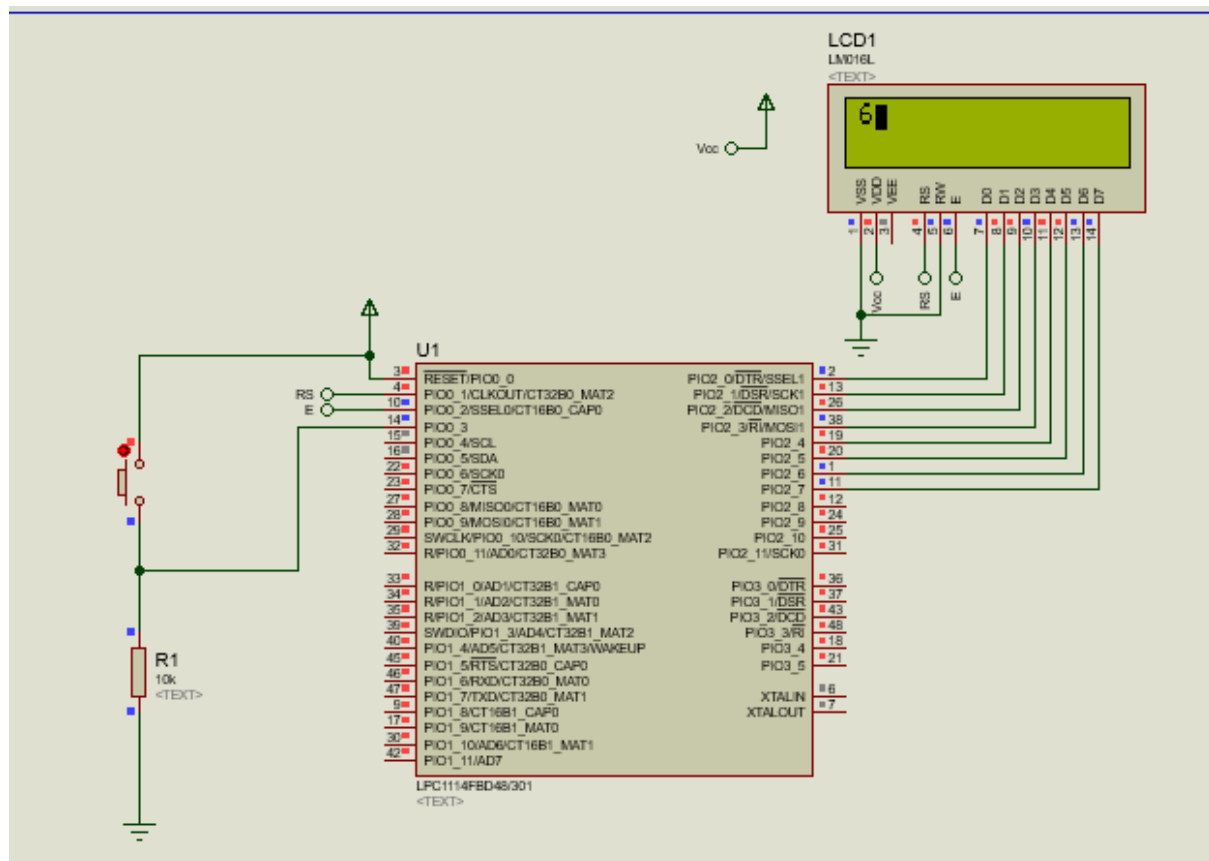 LCD1
LM016L
<TEXT>
6
Vcc
VSS
VDD
VEE
RS
RW
E
D0
D1
D2
D3
D4
D5
D6
D7
1
2
3
4
5
6
7
8
9
10
11
12
13
14
Vcc
RS
E
U1
3 RESET/PIO0_0
RS 4 PIO0_1/CLKOUT/CT32B0_MAT2
E 10 PIO0_2/SSEL0/CT16B0_CAP0
14 PIO0_3
15 PIO0_4/SCL
16 PIO0_5/SDA
22 PIO0_6/SCK0
23 PIO0_7/CTS
27 PIO0_8/MISO0/CT16B0_MAT0
28 PIO0_9/MOSI0/CT16B0_MAT1
29 SWCLK/PIO0_10/SCK0/CT16B0_MAT2
32 R/PIO0_11/AD0/CT32B0_MAT3
33 R/PIO1_0/AD1/CT32B1_CAP0
34 R/PIO1_1/AD2/CT32B1_MAT0
35 R/PIO1_2/AD3/CT32B1_MAT1
39 SWDIO/PIO1_3/AD4/CT32B1_MAT2
40 PIO1_4/AD5/CT32B1_MAT3/WAKEUP
45 PIO1_5/RTS/CT32B0_CAP0
46 PIO1_6/RXD/CT32B0_MAT0
47 PIO1_7/TXD/CT32B0_MAT1
9 PIO1_8/CT16B1_CAP0
17 PIO1_9/CT16B1_MAT0
30 PIO1_10/AD6/CT16B1_MAT1
42 PIO1_11/AD7
PIO2_0/DTR/SSEL1 2
PIO2_1/DSR/SCK1 13
PIO2_2/DCD/MISO1 26
PIO2_3/RI/MOSI1 38
PIO2_4 19
PIO2_5 20
PIO2_6 1
PIO2_7 11
PIO2_8 12
PIO2_9 24
PIO2_10 25
PIO2_11/SCK0 31
PIO3_0/DTR 36
PIO3_1/DSR 37
PIO3_2/DCD 43
PIO3_3/RI 48
PIO3_4 18
PIO3_5 21
XTALIN 6
XTALOUT 7
LPC1114FBD48/301
<TEXT>
R1
10k
<TEXT>